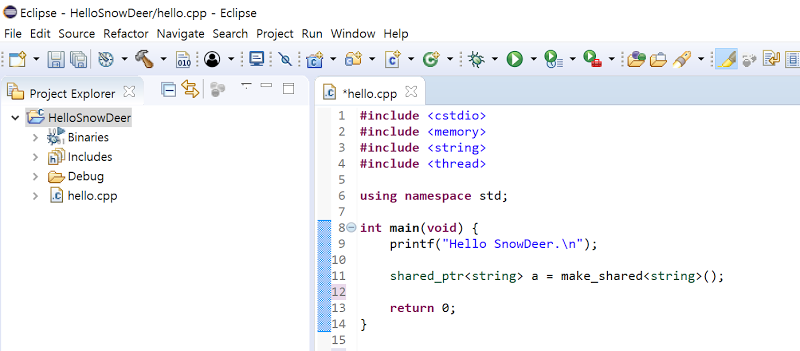 Eclipse - HelloSnowDeer/hello.cpp - Eclipse
File Edit Source Refactor Navigate Search Project Run Window Help
010
Project Explorer
HelloSnowDeer
Binaries
Includes
Debug
hello.cpp
*hello.cpp
1 #include <cstdio>
2 #include <memory>
3 #include <string>
4 #include <thread>
5
6 using namespace std;
7
8 int main(void) {
9 printf("Hello SnowDeer.\n");
10
11 shared_ptr<string> a = make_shared<string>();
12
13 return 0;
14 }
15